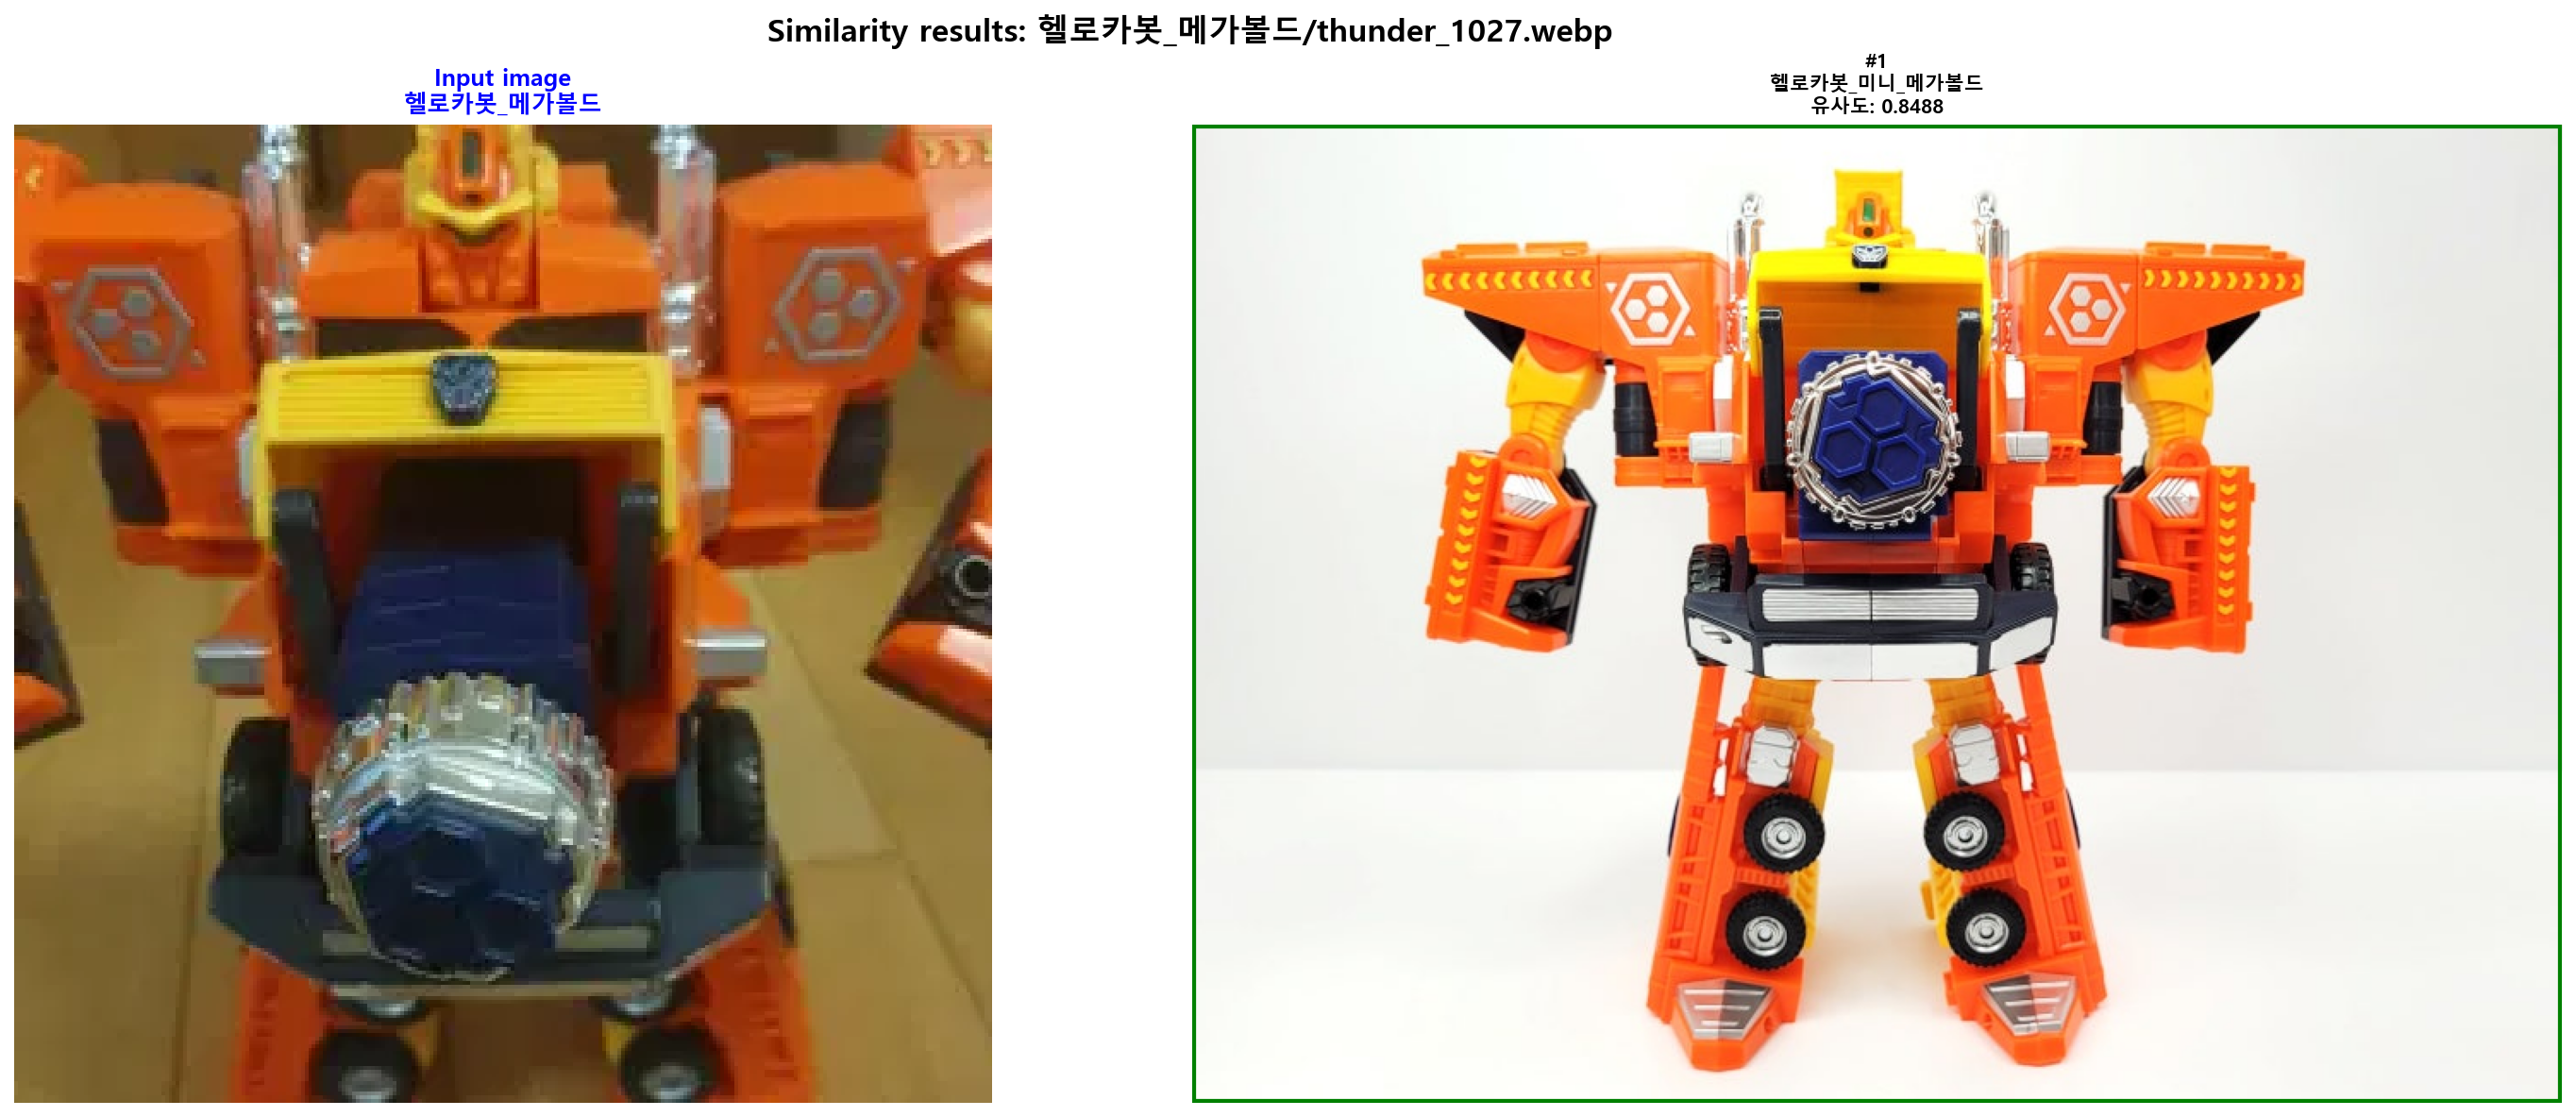 Similarity results: 헬로카봇_메가볼드/thunder_1027.webp
Input image
헬로카봇_메가볼드
#1
헬로카봇_미니_메가볼드
유사도: 0.8488